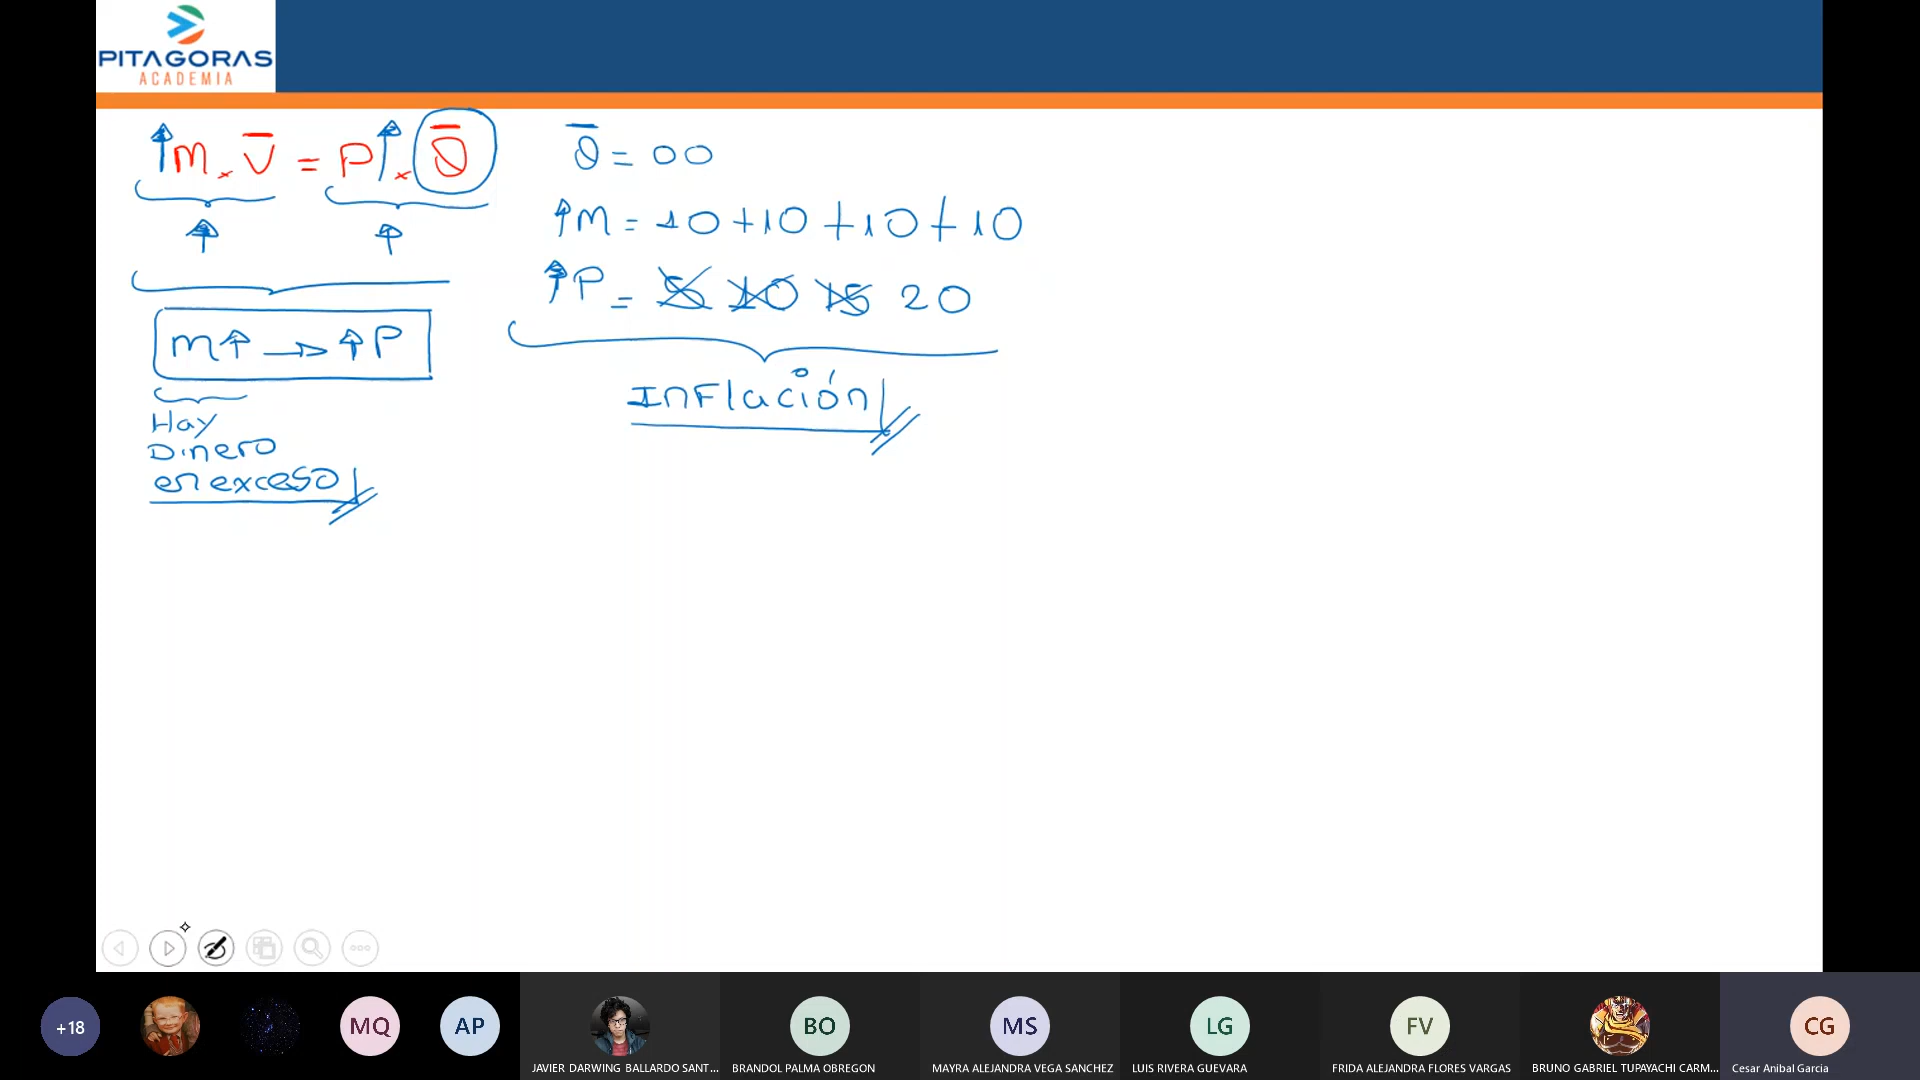 PITAGORAS
ACADEMIA
↑M . V̅ = P↑ . Q̅
Q̅ = 00
↑M = 10 + 10 + 10 + 10
↑P = 5 10 15 20
M↑ → ↑P
Inflación
Hay
Dinero
en exceso
+18
MQ
AP
BO
MS
LG
FV
CG
JAVIER DARWING BALLARDO SANT...
BRANDOL PALMA OBREGON
MAYRA ALEJANDRA VEGA SANCHEZ
LUIS RIVERA GUEVARA
FRIDA ALEJANDRA FLORES VARGAS
BRUNO GABRIEL TUPAYACHI CARM...
Cesar Anibal Garcia